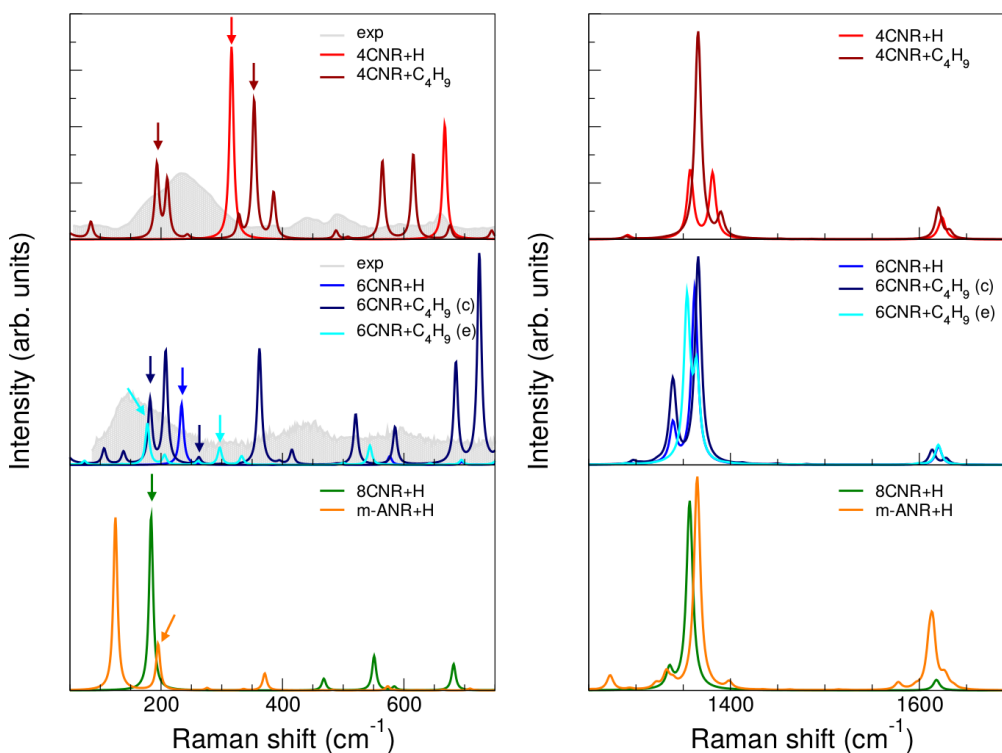 exp
4CNR+H
4CNR+C₄H₉
4CNR+H
4CNR+C₄H₉
exp
6CNR+H
6CNR+C₄H₉ (c)
6CNR+C₄H₉ (e)
6CNR+H
6CNR+C₄H₉ (c)
6CNR+C₄H₉ (e)
8CNR+H
m-ANR+H
8CNR+H
m-ANR+H
Intensity (arb. units)
Intensity (arb. units)
200 400 600
1400 1600
Raman shift (cm⁻¹)
Raman shift (cm⁻¹)